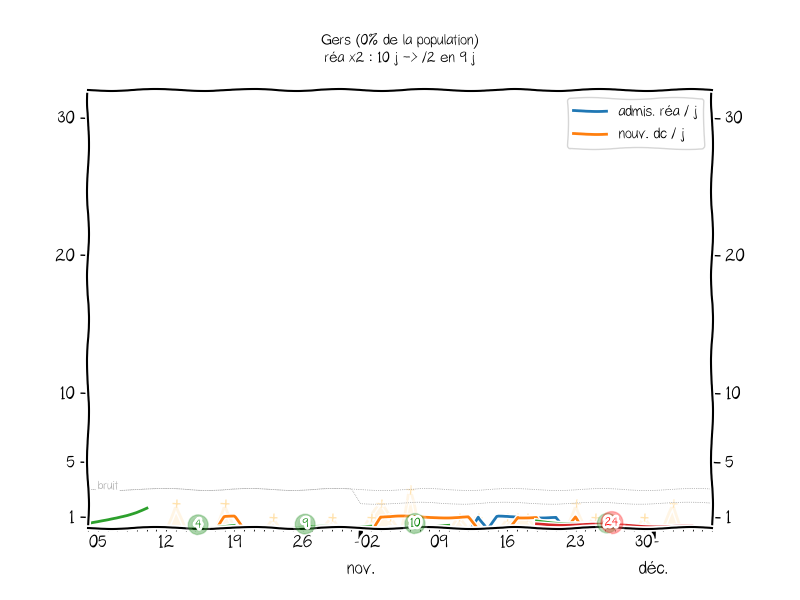 Gers (0% de la population)
réa x2 : 10 j -> /2 en 9 j
admis. réa / j
nouv. dc / j
30 30
20 20
10 10
5 5
bruit
1 1
4 9 10 24
05 12 19 26 02 09 16 23 30
nov. déc.